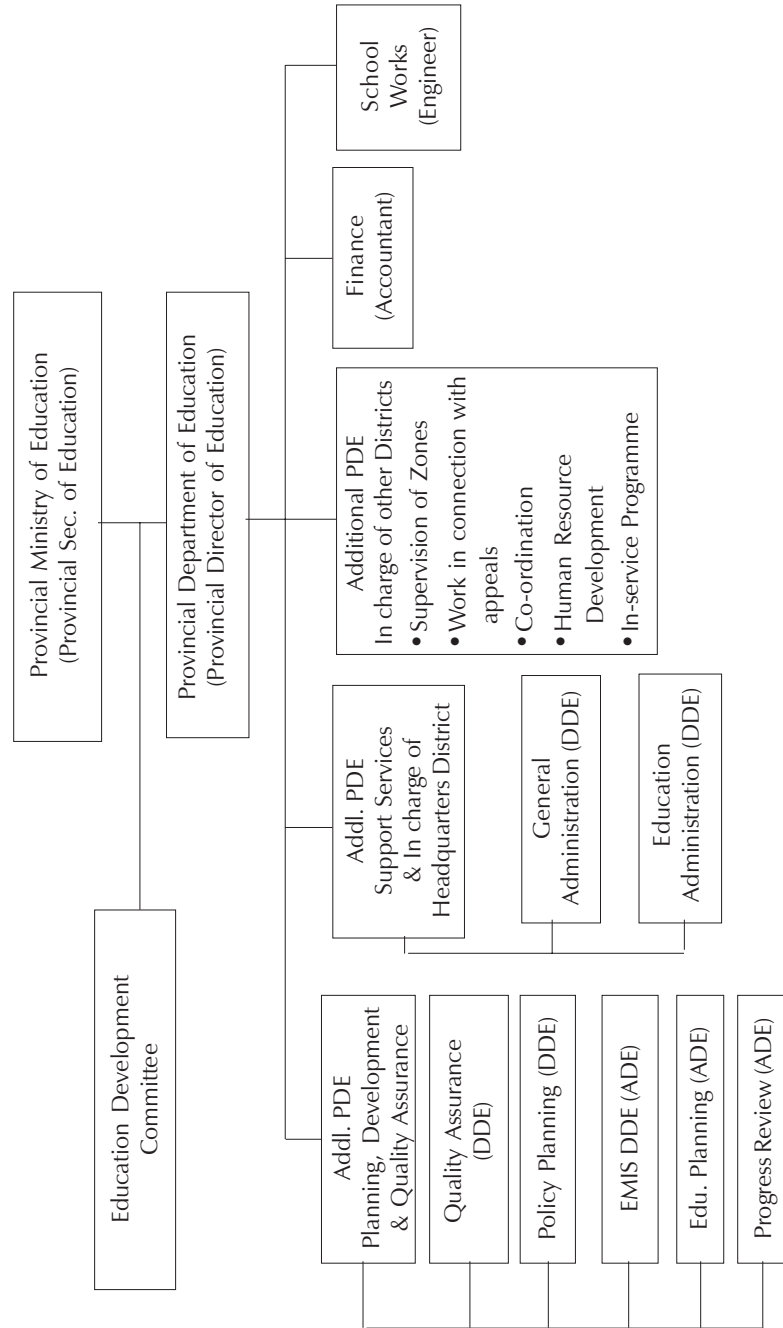 Provincial Ministry of Education
(Provincial Sec. of Education)
Education Development
Committee
Provincial Department of Education
(Provincial Director of Education)
Addl. PDE
Planning, Development
& Quality Assurance
Quality Assurance
(DDE)
Policy Planning (DDE)
EMIS DDE (ADE)
Edu. Planning (ADE)
Progress Review (ADE)
Addl. PDE
Support Services
& In charge of
Headquarters District
General
Administration (DDE)
Education
Administration (DDE)
Additional PDE
In charge of other Districts
• Supervision of Zones
• Work in connection with
appeals
• Co-ordination
• Human Resource
Development
• In-service Programme
Finance
(Accountant)
School
Works
(Engineer)